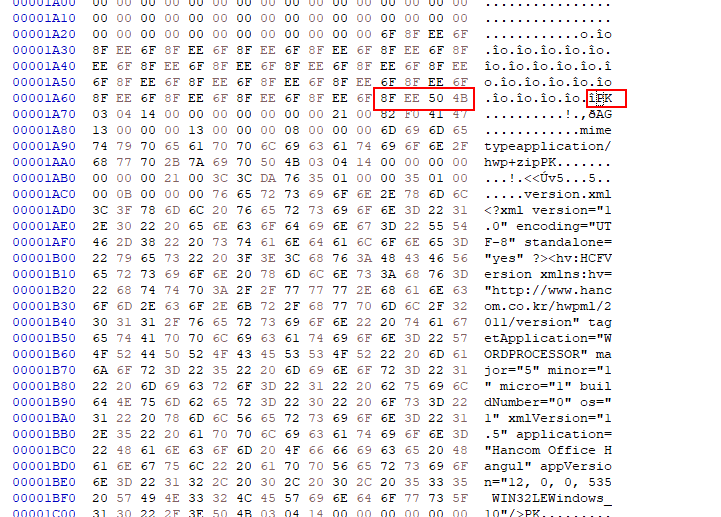 00001A00 00 00 00 00 00 00 00 00 00 00 00 00 00 00 00 00 ................
00001A10 00 00 00 00 00 00 00 00 00 00 00 00 00 00 00 00 ................
00001A20 00 00 00 00 00 00 00 00 00 00 00 00 6F 8F EE 6F ............o.îo
00001A30 8F EE 6F 8F EE 6F 8F EE 6F 8F EE 6F 8F EE 6F 8F .îo.îo.îo.îo.îo.
00001A40 EE 6F 8F EE 6F 8F EE 6F 8F EE 6F 8F EE 6F 8F EE îo.îo.îo.îo.îo.î
00001A50 6F 8F EE 6F 8F EE 6F 8F EE 6F 8F EE 6F 8F EE 6F o.îo.îo.îo.îo.îo
00001A60 8F EE 6F 8F EE 6F 8F EE 6F 8F EE 6F 8F EE 50 4B .îo.îo.îo.îo.îPK
00001A70 03 04 14 00 00 00 00 00 00 00 21 00 82 F0 41 47 ..........!.‚ðAG
00001A80 13 00 00 00 13 00 00 00 08 00 00 00 6D 69 6D 65 ............mime
00001A90 74 79 70 65 61 70 70 6C 69 63 61 74 69 6F 6E 2F typeapplication/
00001AA0 68 77 70 2B 7A 69 70 50 4B 03 04 14 00 00 00 00 hwp+zipPK.......
00001AB0 00 00 00 21 00 3C 3C DA 76 35 01 00 00 35 01 00 ...!.<<Úv5...5..
00001AC0 00 0B 00 00 00 76 65 72 73 69 6F 6E 2E 78 6D 6C .....version.xml
00001AD0 3C 3F 78 6D 6C 20 76 65 72 73 69 6F 6E 3D 22 31 <?xml version="1
00001AE0 2E 30 22 20 65 6E 63 6F 64 69 6E 67 3D 22 55 54 .0" encoding="UT
00001AF0 46 2D 38 22 20 73 74 61 6E 64 61 6C 6F 6E 65 3D F-8" standalone=
00001B00 22 79 65 73 22 20 3F 3E 3C 68 76 3A 48 43 46 56 "yes" ?><hv:HCFV
00001B10 65 72 73 69 6F 6E 20 78 6D 6C 6E 73 3A 68 76 3D ersion xmlns:hv=
00001B20 22 68 74 74 70 3A 2F 2F 77 77 77 2E 68 61 6E 63 "http://www.hanc
00001B30 6F 6D 2E 63 6F 2E 6B 72 2F 68 77 70 6D 6C 2F 32 om.co.kr/hwpml/2
00001B40 30 31 31 2F 76 65 72 73 69 6F 6E 22 20 74 61 67 011/version" tag
00001B50 65 74 41 70 70 6C 69 63 61 74 69 6F 6E 3D 22 57 etApplication="W
00001B60 4F 52 44 50 52 4F 43 45 53 53 4F 52 22 20 6D 61 ORDPROCESSOR" ma
00001B70 6A 6F 72 3D 22 35 22 20 6D 69 6E 6F 72 3D 22 31 jor="5" minor="1
00001B80 22 20 6D 69 63 72 6F 3D 22 31 22 20 62 75 69 6C " micro="1" buil
00001B90 64 4E 75 6D 62 65 72 3D 22 30 22 20 6F 73 3D 22 dNumber="0" os="
00001BA0 31 22 20 78 6D 6C 56 65 72 73 69 6F 6E 3D 22 31 1" xmlVersion="1
00001BB0 2E 35 22 20 61 70 70 6C 69 63 61 74 69 6F 6E 3D .5" application=
00001BC0 22 48 61 6E 63 6F 6D 20 4F 66 66 69 63 65 20 48 "Hancom Office H
00001BD0 61 6E 67 75 6C 22 20 61 70 70 56 65 72 73 69 6F angul" appVersio
00001BE0 6E 3D 22 31 32 2C 20 30 2C 20 30 2C 20 35 33 35 n="12, 0, 0, 535
00001BF0 20 57 49 4E 33 32 4C 45 57 69 6E 64 6F 77 73 5F  WIN32LEWindows_
00001C00 31 30 22 2F 3E 50 4B 03 04 14 00 00 00 00 00 00 10"/>PK.........